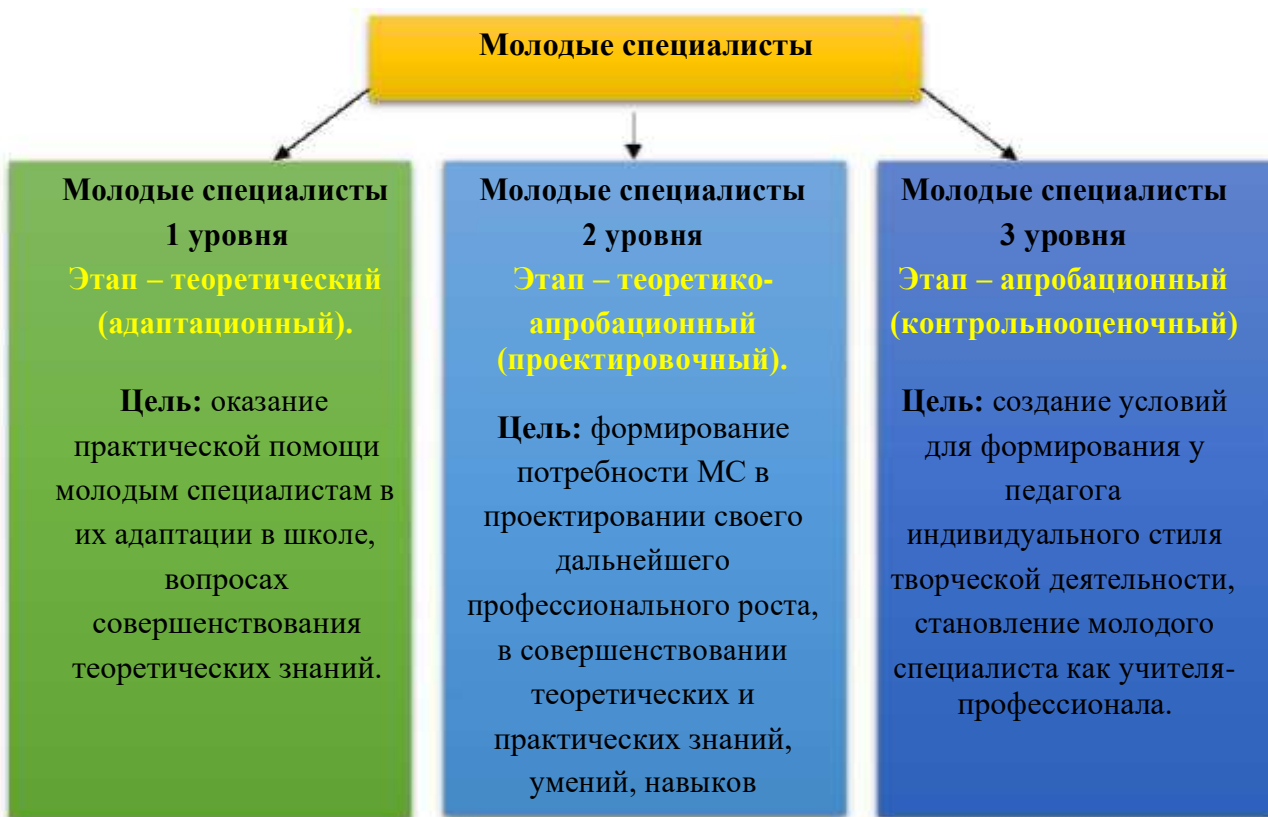 Молодые специалисты
Молодые специалисты
1 уровня
Этап – теоретический
(адаптационный).
Цель: оказание
практической помощи
молодым специалистам в
их адаптации в школе,
вопросах
совершенствования
теоретических знаний.
Молодые специалисты
2 уровня
Этап – теоретико-
апробационный
(проектировочный).
Цель: формирование
потребности МС в
проектировании своего
дальнейшего
профессионального роста,
в совершенствовании
теоретических и
практических знаний,
умений, навыков
Молодые специалисты
3 уровня
Этап – апробационный
(контрольнооценочный)
Цель: создание условий
для формирования у
педагога
индивидуального стиля
творческой деятельности,
становление молодого
специалиста как учителя-
профессионала.